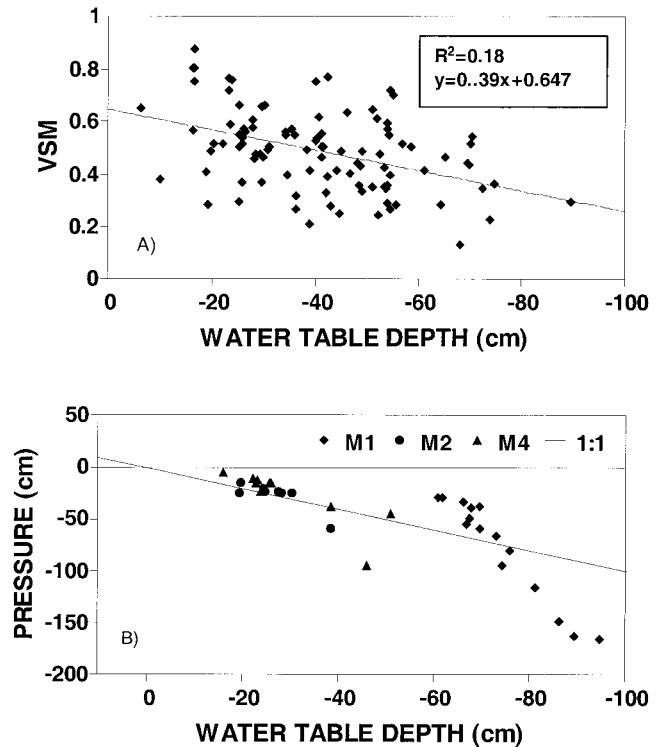 1
R²=0.18
y=0..39x+0.647
0.8
0.6
0.4
0.2
0
VSM
A)
0 -20 -40 -60 -80 -100
WATER TABLE DEPTH (cm)
50
M1 M2 M4 1:1
0
-50
-100
-150
-200
PRESSURE (cm)
B)
0 -20 -40 -60 -80 -100
WATER TABLE DEPTH (cm)